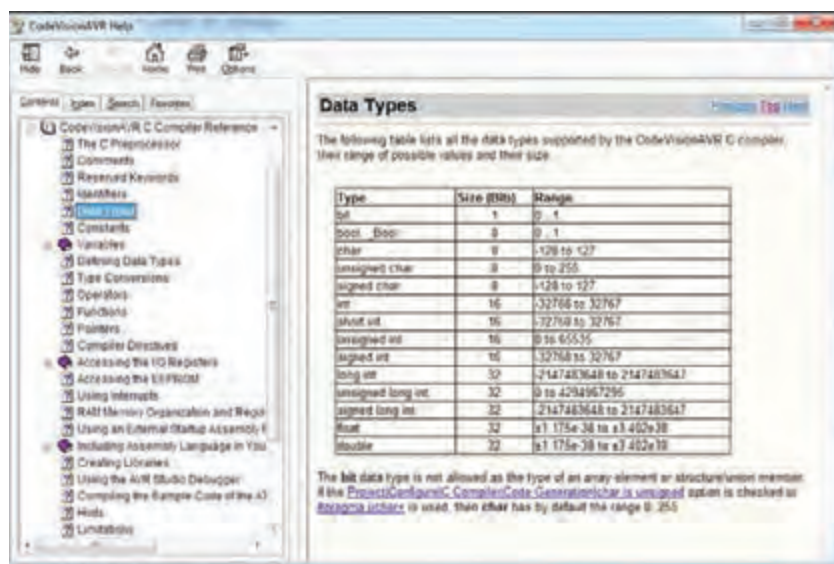 CodeVisionAVR Help
Hide Back Home Print Options
Contents Index Search Favorites
CodeVisionAVR C Compiler Reference
The C Preprocessor
Comments
Reserved Keywords
Identifiers
Data Types
Constants
Variables
Defining Data Types
Type Conversions
Operators
Functions
Pointers
Compiler Directives
Accessing the I/O Registers
Accessing the EEPROM
Using Interrupts
RAM Memory Organization and Regis
Using an External Startup Assembly F
Including Assembly Language in You
Creating Libraries
Using the AVR Studio Debugger
Compiling the Sample Code of the AT
Hints
Limitations
Data Types
Previous Top Next
The following table lists all the data types supported by the CodeVisionAVR C compiler,
their range of possible values and their size
Type Size (Bits) Range
bit 1 0 , 1
bool, _Bool 8 0 , 1
char 8 -128 to 127
unsigned char 8 0 to 255
signed char 8 -128 to 127
int 16 -32768 to 32767
short int 16 -32768 to 32767
unsigned int 16 0 to 65535
signed int 16 -32768 to 32767
long int 32 -2147483648 to 2147483647
unsigned long int 32 0 to 4294967295
signed long int 32 -2147483648 to 2147483647
float 32 ±1.175e-38 to ±3.402e38
double 32 ±1.175e-38 to ±3.402e38
The bit data type is not allowed as the type of an array element or structure/union member.
If the Project|Configure|C Compiler|Code Generation|char is unsigned option is checked or
#pragma uchar+ is used, then char has by default the range 0..255